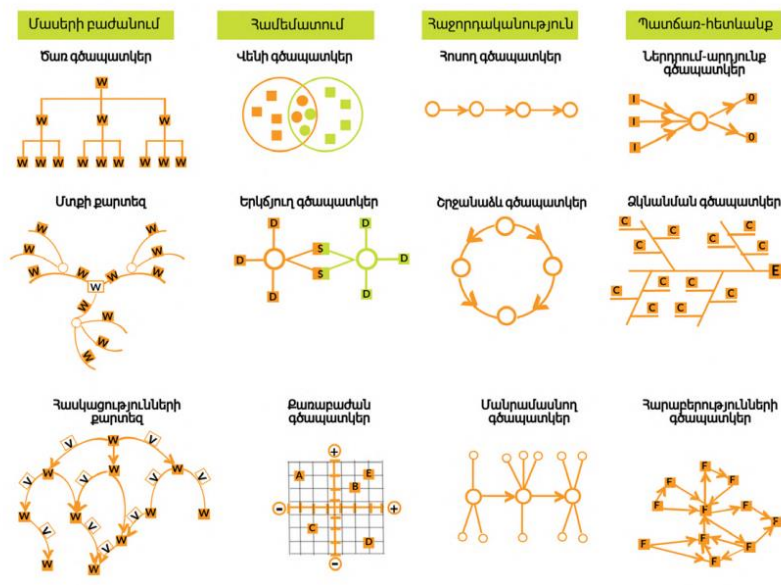 Մասերի բաժանում
Համեմատում
Հաջորդականություն
Պատճառ-հետևանք
Ծառ գծապատկեր
Վենի գծապատկեր
Հոսող գծապատկեր
Ներդրում-արդյունք
գծապատկեր
W
W W W
W W W W W W W W W
I I I
O O
Մտքի քարտեզ
Երկճյուղ գծապատկեր
Շրջանաձև գծապատկեր
Ձկնանման գծապատկեր
W W W W W W W W W W W W
D D D S S D D D
C C C C C C C C
E
Հասկացությունների
քարտեզ
Քառաբաժան
գծապատկեր
Մանրամասնող
գծապատկեր
Հարաբերությունների
գծապատկեր
W W W W W W W W W W
V V V V V V V V V
+
A E
B
- +
C
D
-
F F F F F F F F F F F